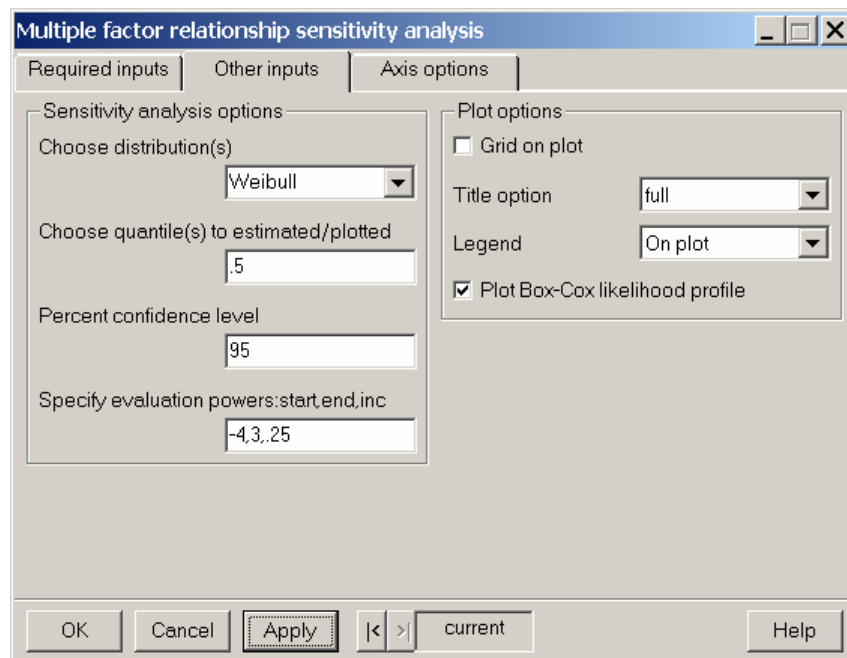 Multiple factor relationship sensitivity analysis
Required inputs
Other inputs
Axis options
Sensitivity analysis options
Choose distribution(s)
Weibull
Choose quantile(s) to estimated/plotted
.5
Percent confidence level
95
Specify evaluation powers:start,end,inc
-4,3,.25
Plot options
Grid on plot
Title option
full
Legend
On plot
Plot Box-Cox likelihood profile
OK
Cancel
Apply
|<
>|
current
Help